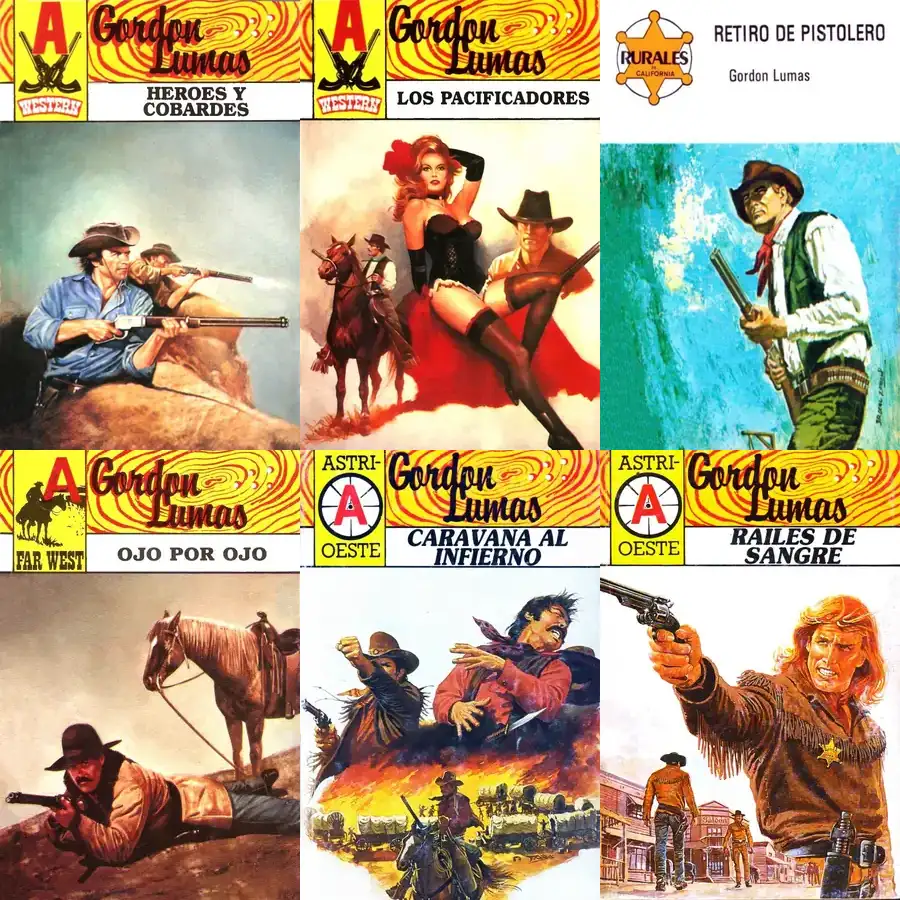 A
WESTERN
Gordon
Lumas
HEROES Y
COBARDES
A
WESTERN
Gordon
Lumas
LOS PACIFICADORES
RURALES
DE
CALIFORNIA
RETIRO DE PISTOLERO
Gordon Lumas
A
FAR WEST
Gordon
Lumas
OJO POR OJO
ASTRI-
A
OESTE
Gordon
Lumas
CARAVANA AL
INFIERNO
ASTRI-
A
OESTE
Gordon
Lumas
RAILES DE
SANGRE